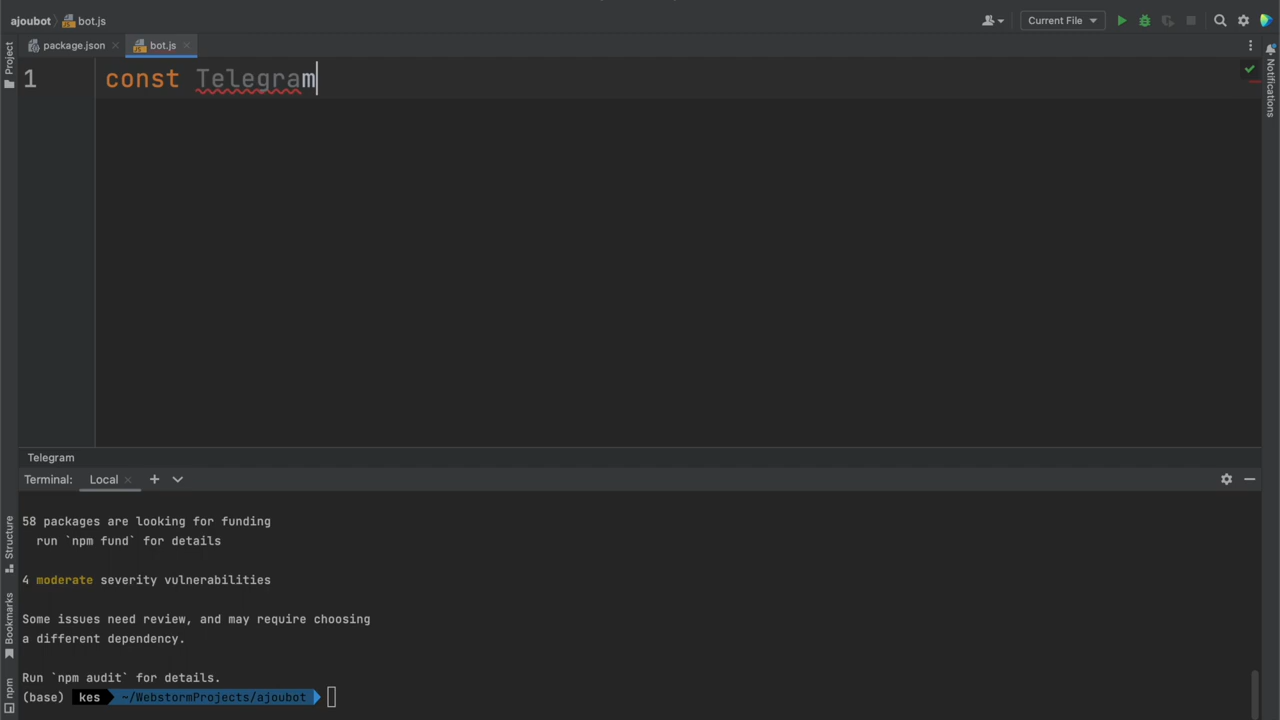 ajoubot bot.js Current File
package.json bot.js
Project
Notifications
1 const Telegram
Telegram
Terminal: Local
58 packages are looking for funding
run `npm fund` for details
4 moderate severity vulnerabilities
Some issues need review, and may require choosing
a different dependency.
Run `npm audit` for details.
(base) kes ~/WebstormProjects/ajoubot
Structure
Bookmarks
npm